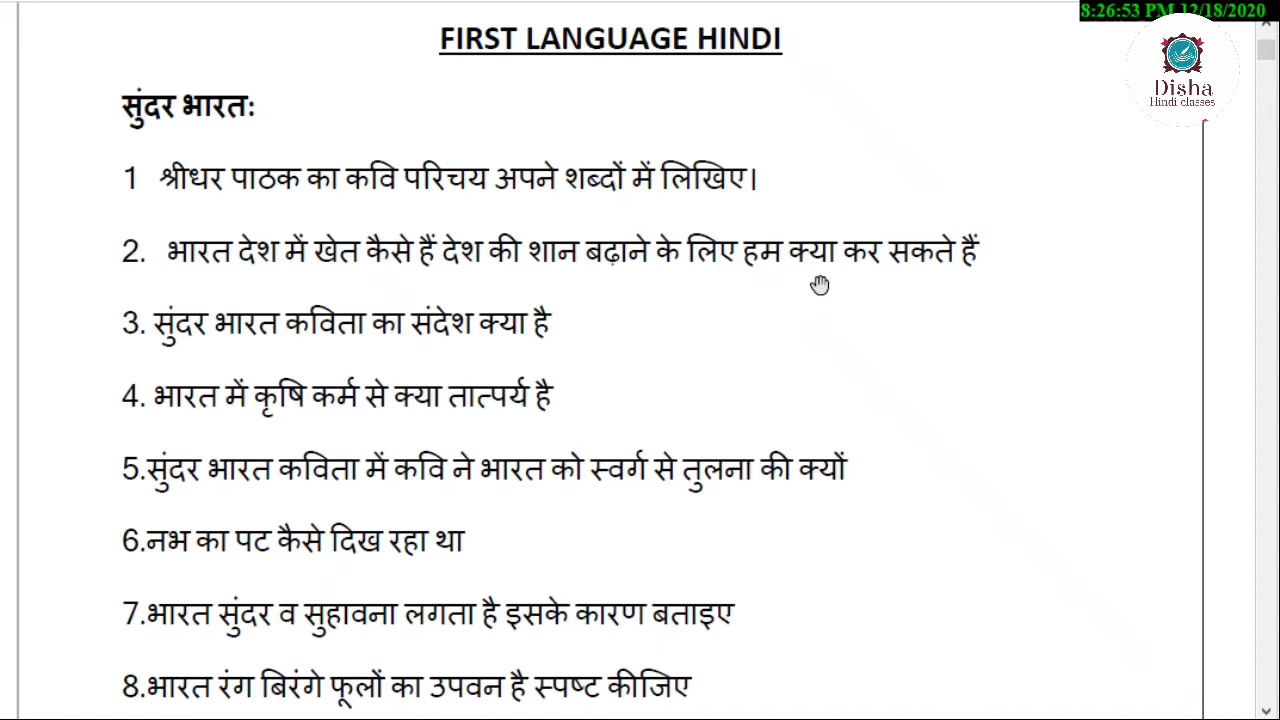 8:26:53 PM 12/18/2020
FIRST LANGUAGE HINDI
Disha
Hindi classes
सुंदर भारतः
1 श्रीधर पाठक का कवि परिचय अपने शब्दों में लिखिए।
2. भारत देश में खेत कैसे हैं देश की शान बढ़ाने के लिए हम क्या कर सकते हैं
3. सुंदर भारत कविता का संदेश क्या है
4. भारत में कृषि कर्म से क्या तात्पर्य है
5.सुंदर भारत कविता में कवि ने भारत को स्वर्ग से तुलना की क्यों
6.नभ का पट कैसे दिख रहा था
7.भारत सुंदर व सुहावना लगता है इसके कारण बताइए
8.भारत रंग बिरंगे फूलों का उपवन है स्पष्ट कीजिए